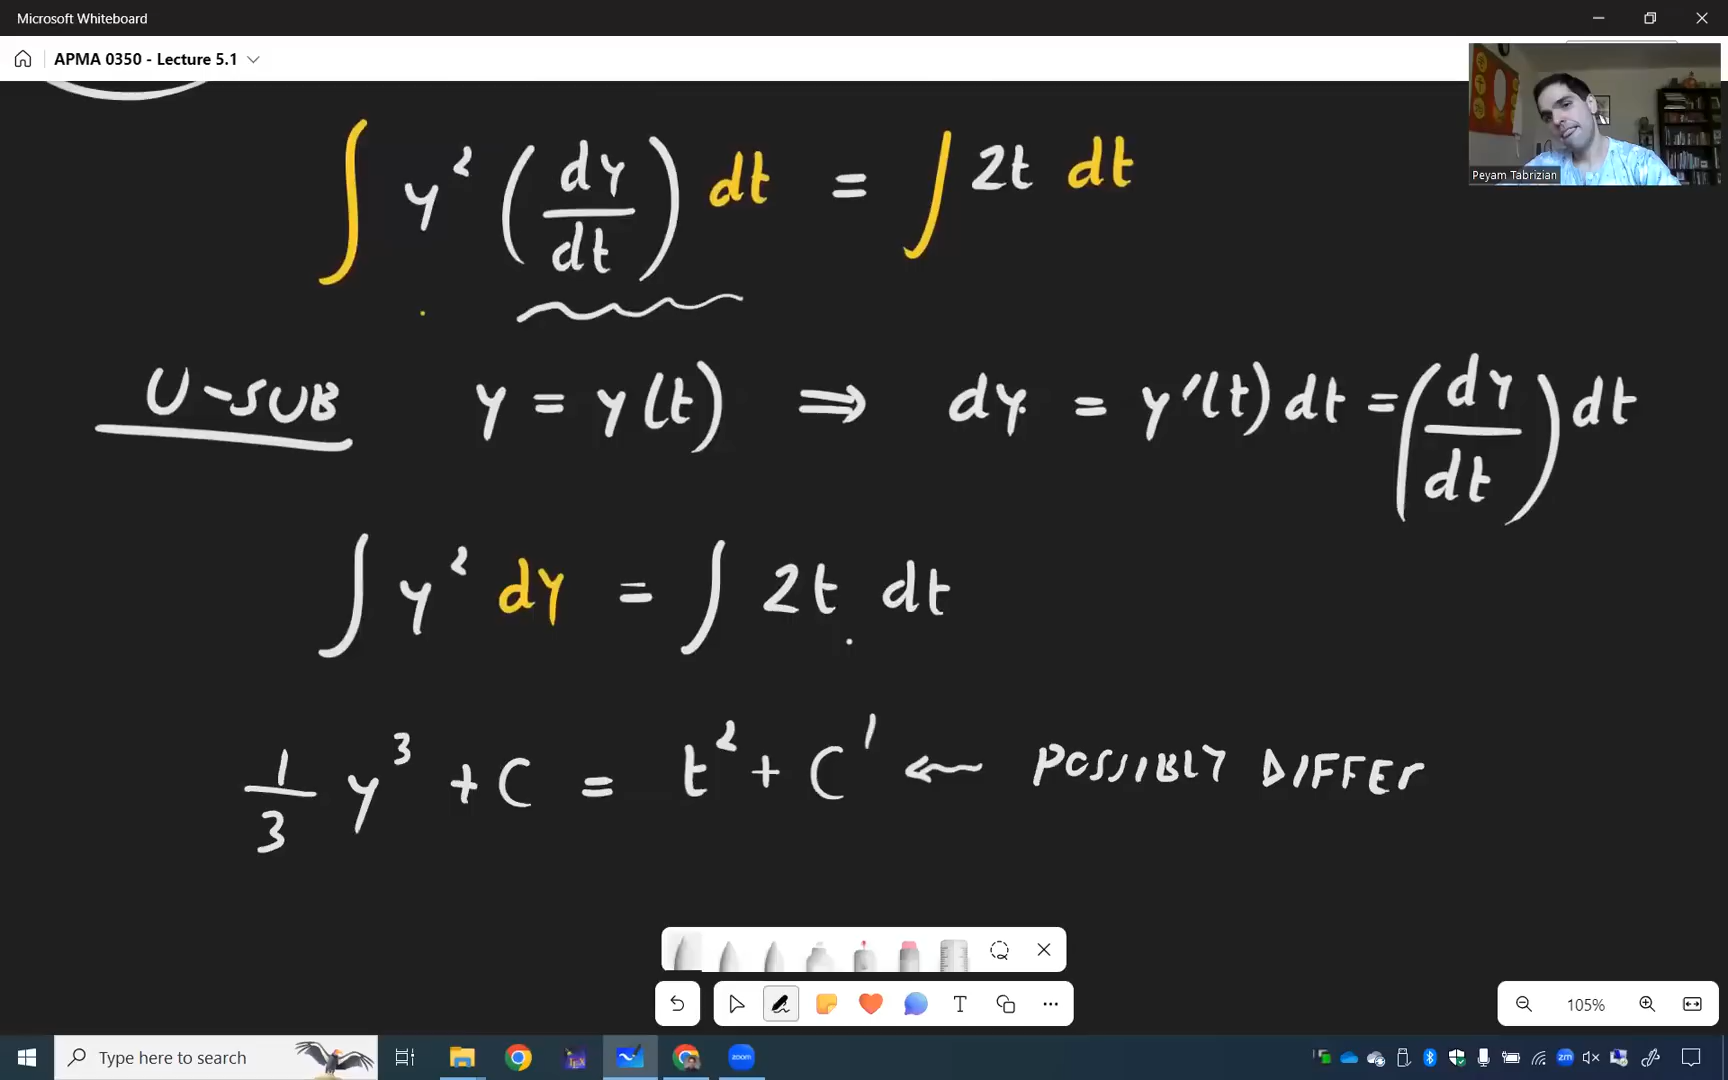 Microsoft Whiteboard
APMA 0350 - Lecture 5.1
Peyam Tabrizian
∫ y² (dy/dt) dt = ∫ 2t dt
U-SUB y = y(t) ⇒ dy = y'(t) dt = (dy/dt) dt
∫ y² dy = ∫ 2t dt
1/3 y³ + C = t² + C' ← POSSIBLY DIFFER
T
105%
Type here to search
zoom